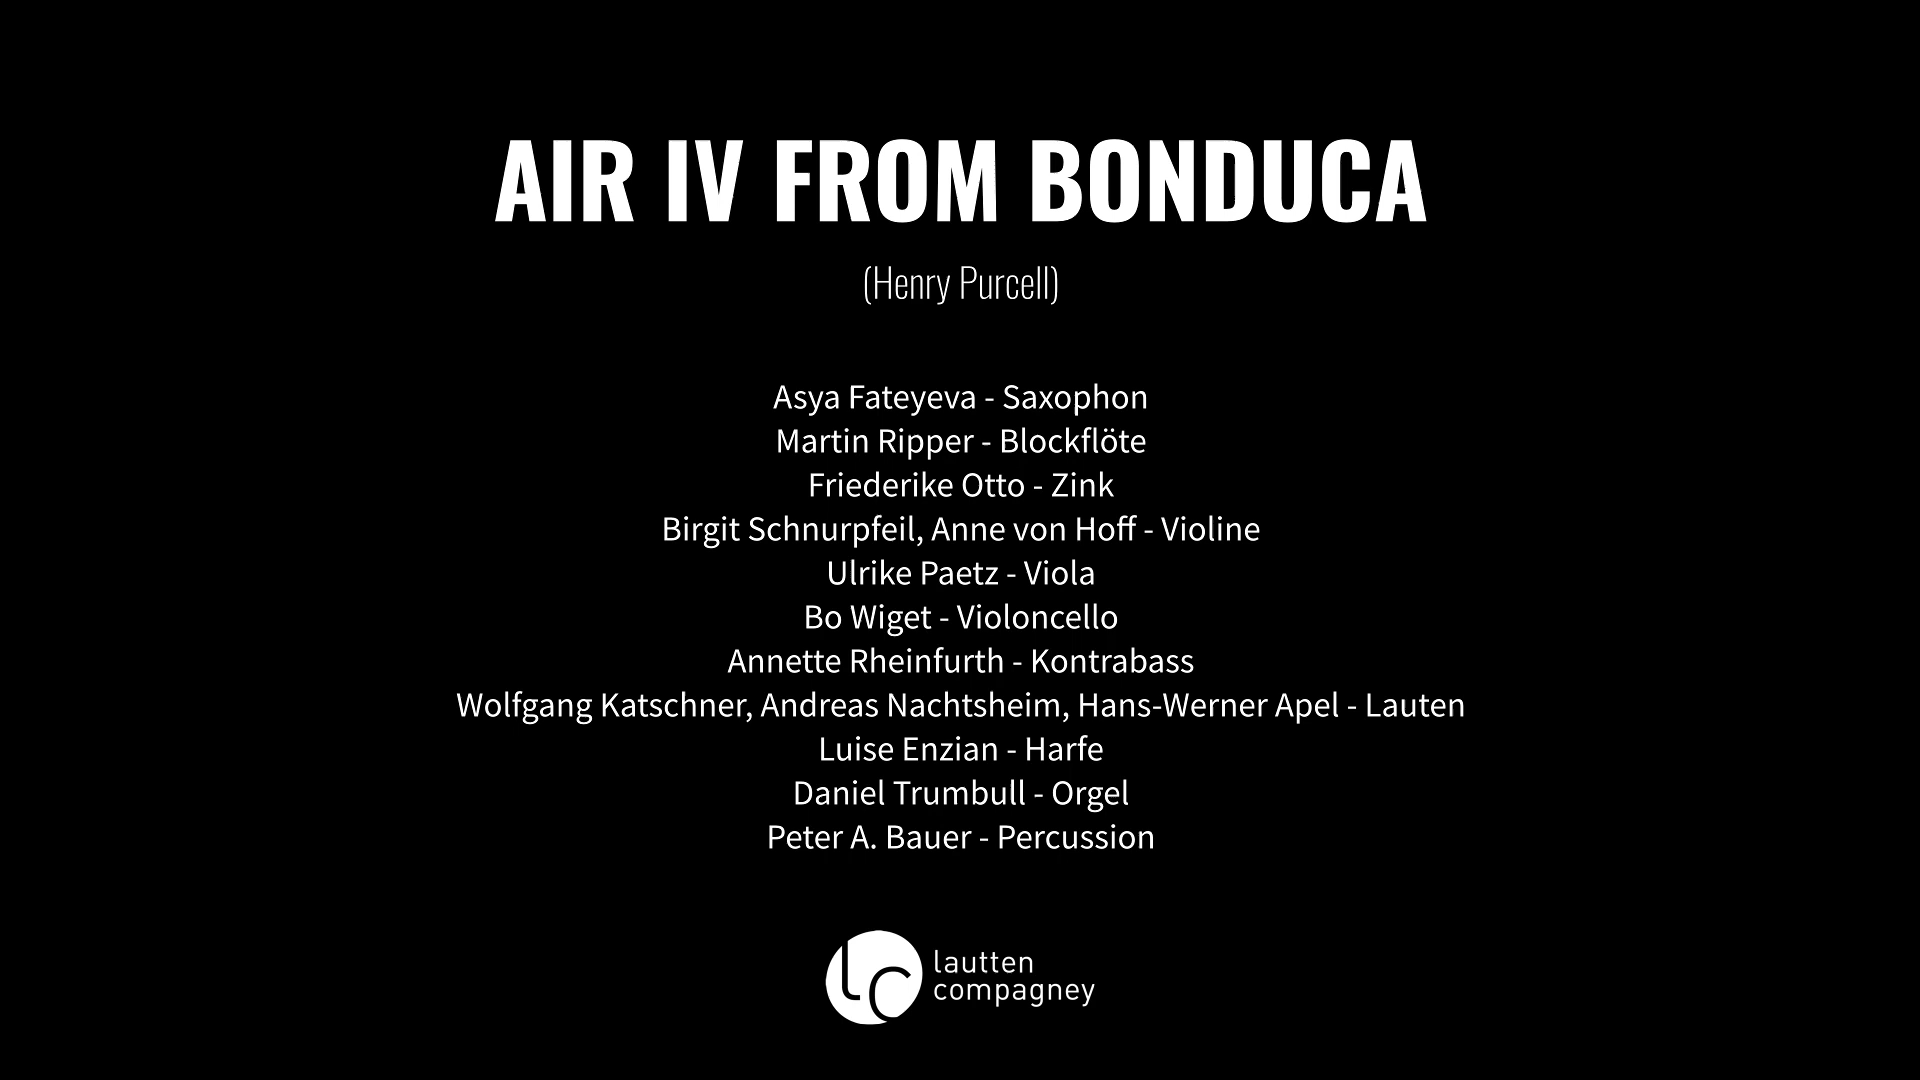 AIR IV FROM BONDUCA
(Henry Purcell)
Asya Fateyeva - Saxophon
Martin Ripper - Blockflöte
Friederike Otto - Zink
Birgit Schnurpfeil, Anne von Hoff - Violine
Ulrike Paetz - Viola
Bo Wiget - Violoncello
Annette Rheinfurth - Kontrabass
Wolfgang Katschner, Andreas Nachtsheim, Hans-Werner Apel - Lauten
Luise Enzian - Harfe
Daniel Trumbull - Orgel
Peter A. Bauer - Percussion
lc
lautten
compagney